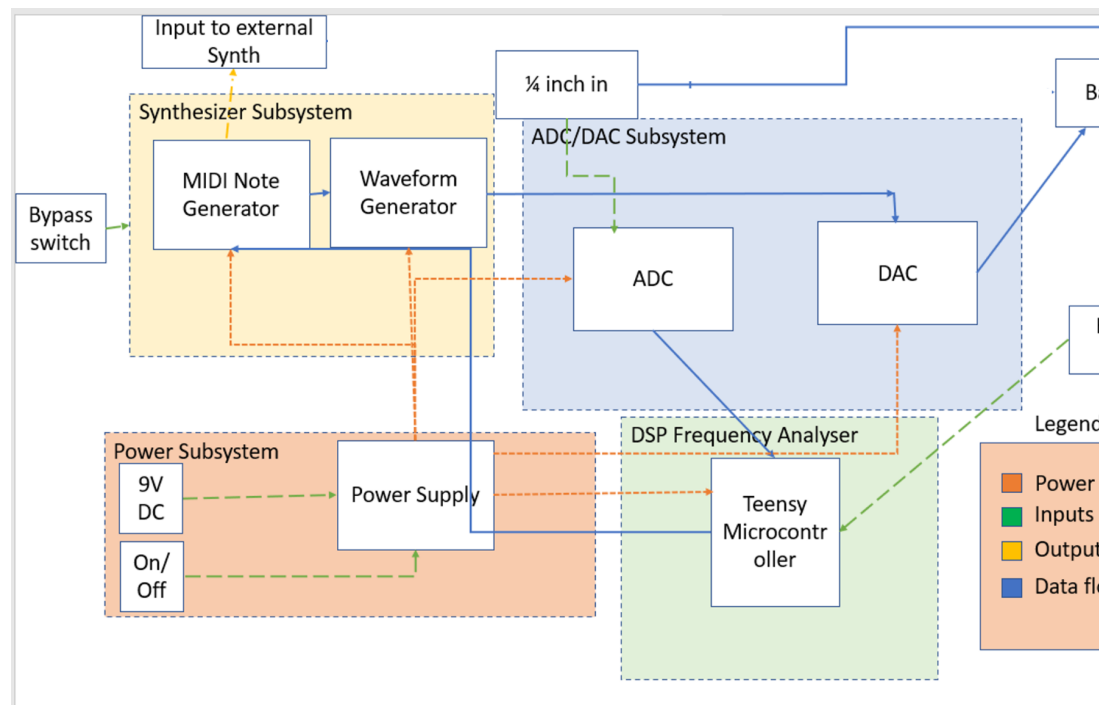 Input to external
Synth
¼ inch in
Synthesizer Subsystem
ADC/DAC Subsystem
MIDI Note
Generator
Waveform
Generator
Bypass
switch
ADC
DAC
Power Subsystem
9V
DC
On/
Off
Power Supply
DSP Frequency Analyser
Teensy
Microcontr
oller
Legend
Power
Inputs
Output
Data